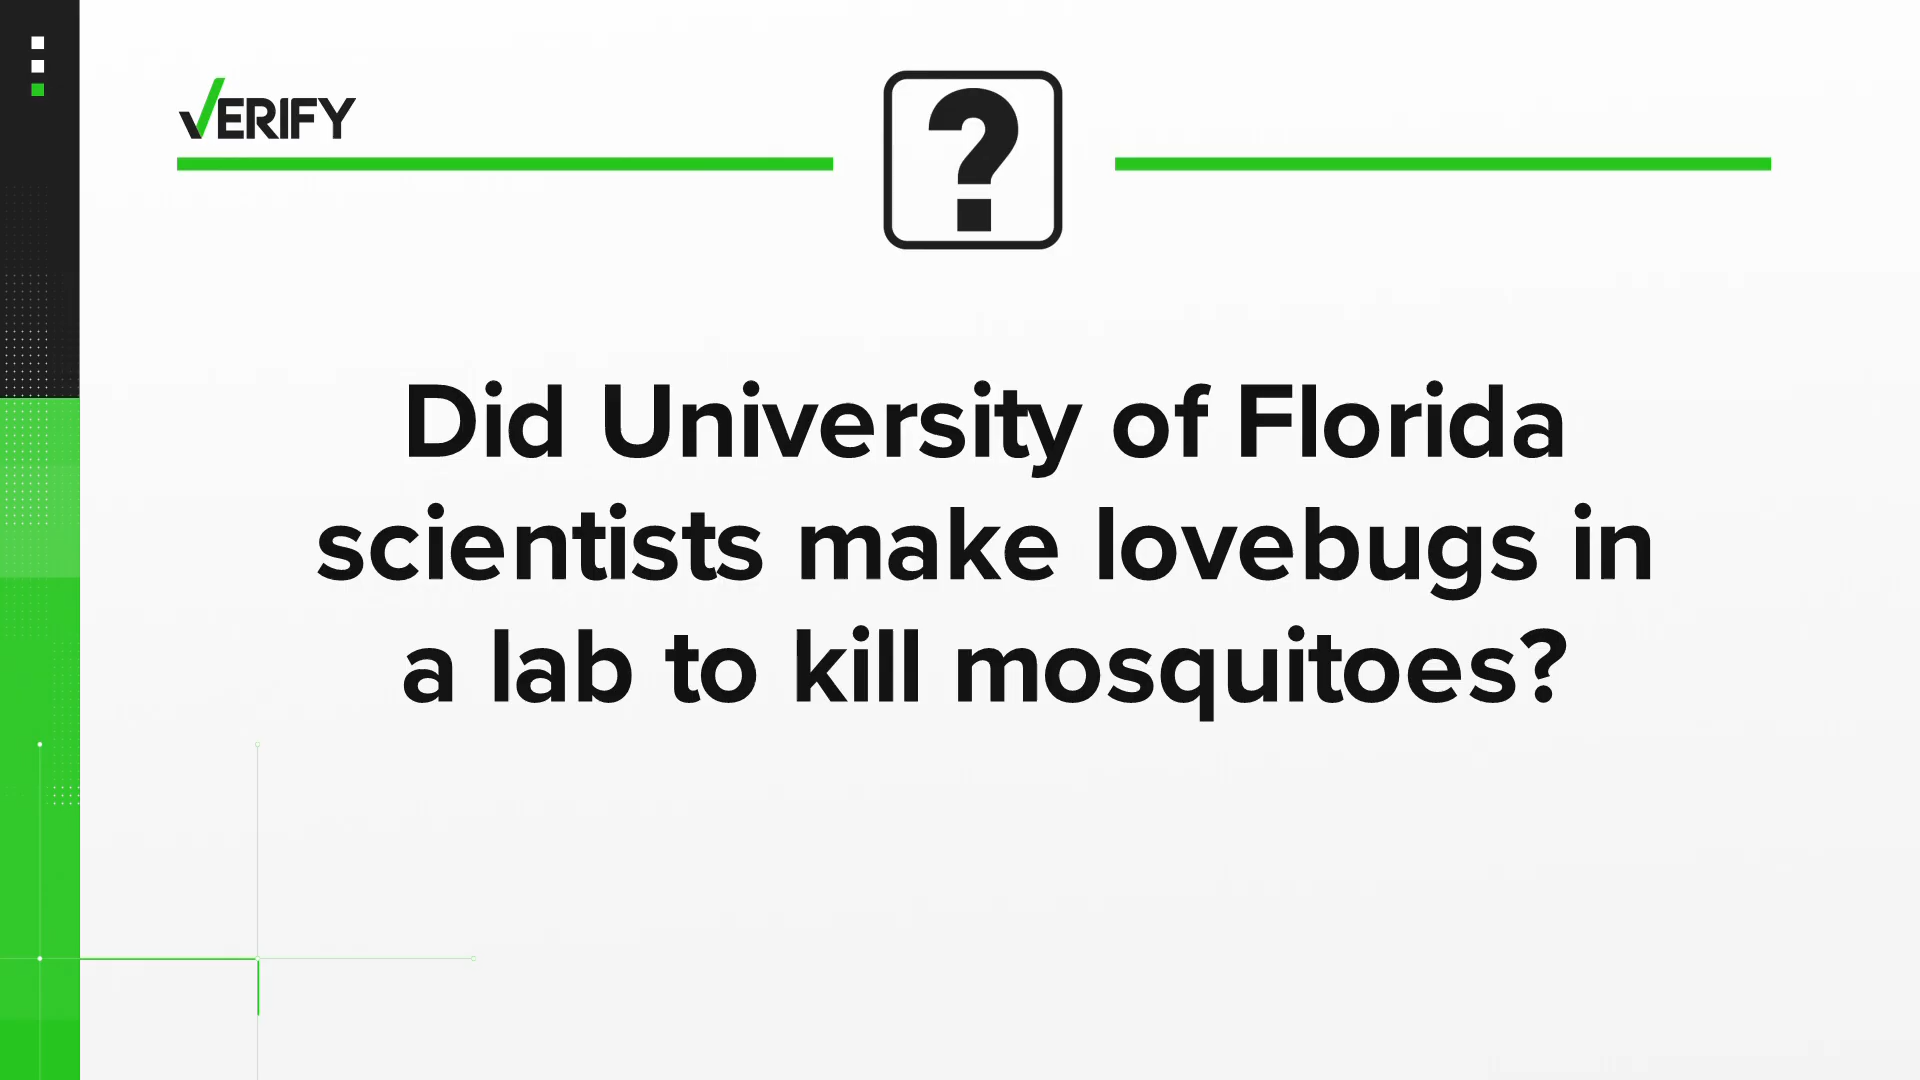 VERIFY
?
Did University of Florida
scientists make lovebugs in
a lab to kill mosquitoes?